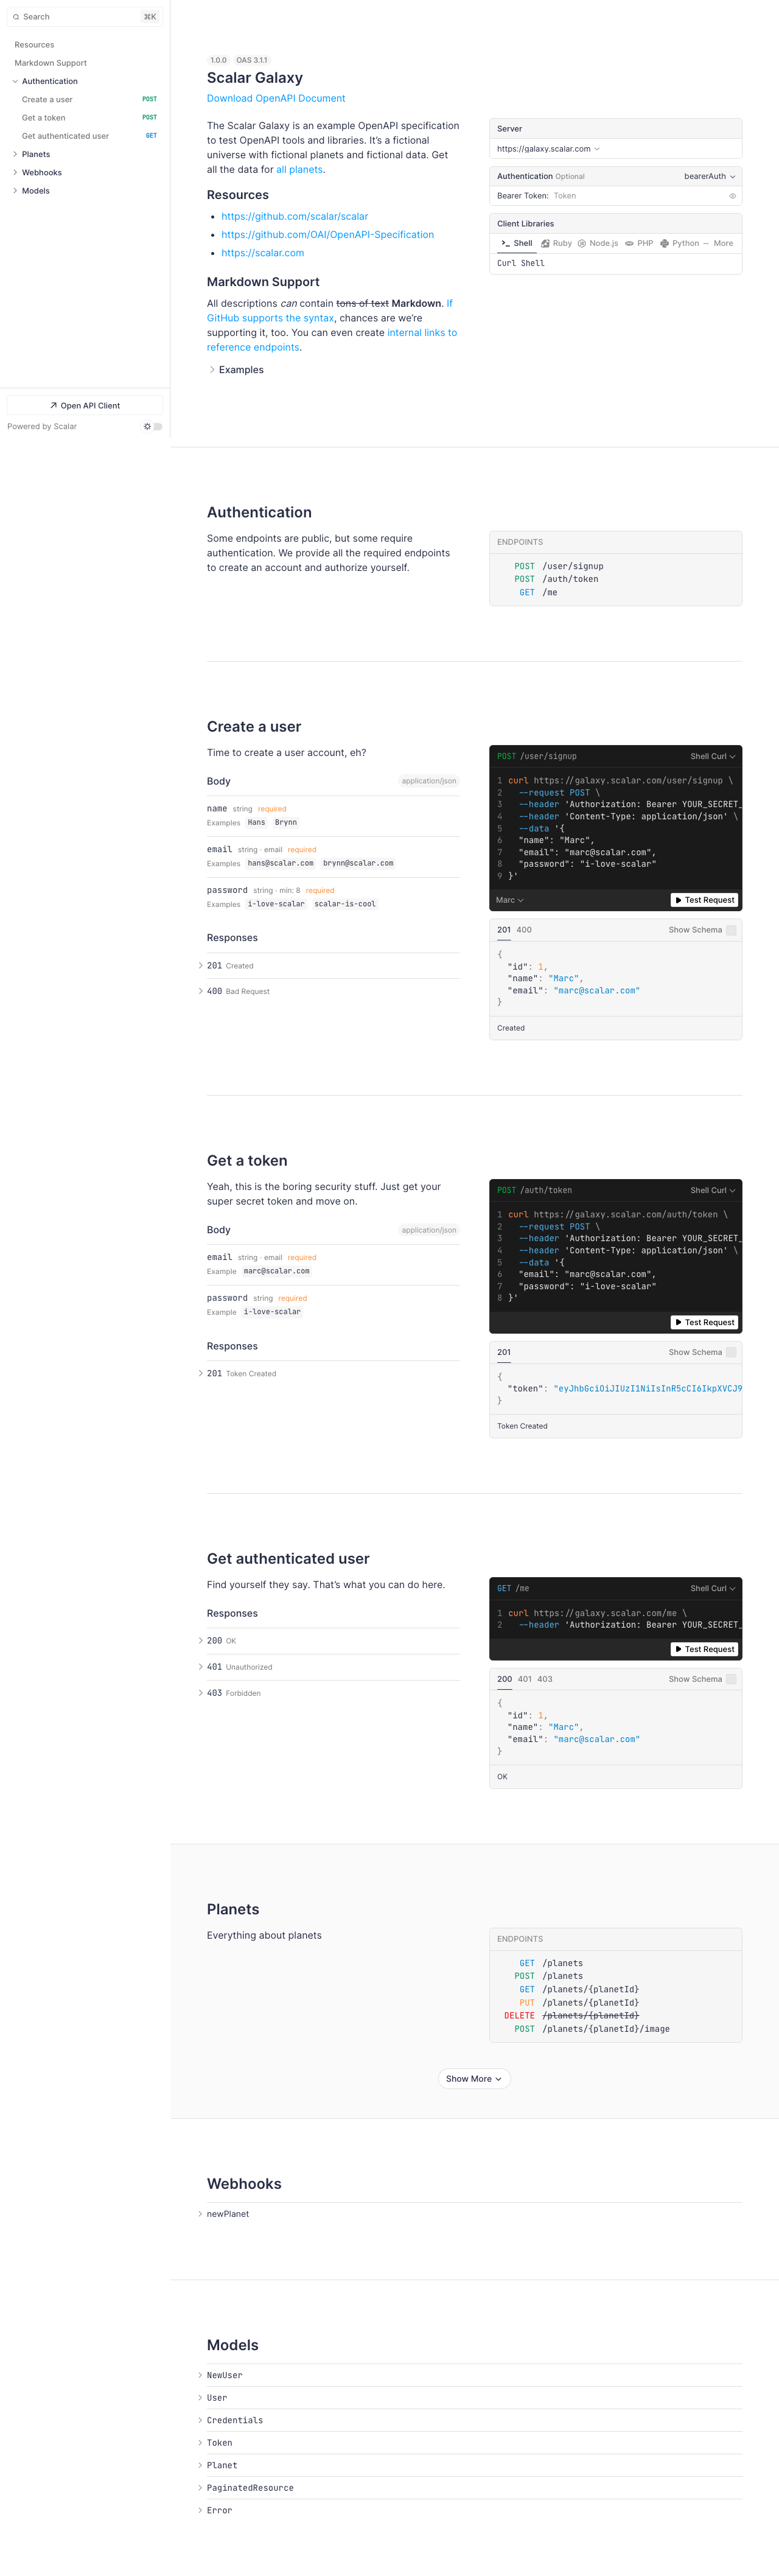 Search
⌘K
Resources
Markdown Support
Authentication
Create a user POST
Get a token POST
Get authenticated user GET
Planets
Webhooks
Models
Open API Client
Powered by Scalar
1.0.0 OAS 3.1.1
Scalar Galaxy
Download OpenAPI Document
The Scalar Galaxy is an example OpenAPI specification
to test OpenAPI tools and libraries. It's a fictional
universe with fictional planets and fictional data. Get
all the data for all planets.
Resources
https://github.com/scalar/scalar
https://github.com/OAI/OpenAPI-Specification
https://scalar.com
Markdown Support
All descriptions can contain tons of text Markdown. If
GitHub supports the syntax, chances are we're
supporting it, too. You can even create internal links to
reference endpoints.
Examples
Server
https://galaxy.scalar.com
Authentication Optional bearerAuth
Bearer Token: Token
Client Libraries
Shell Ruby Node.js PHP Python More
Curl Shell
Authentication
Some endpoints are public, but some require
authentication. We provide all the required endpoints
to create an account and authorize yourself.
ENDPOINTS
POST /user/signup
POST /auth/token
GET /me
Create a user
Time to create a user account, eh?
Body application/json
name string required
Examples Hans Brynn
email string · email required
Examples hans@scalar.com brynn@scalar.com
password string · min: 8 required
Examples i-love-scalar scalar-is-cool
Responses
201 Created
400 Bad Request
POST /user/signup Shell Curl
1 curl https://galaxy.scalar.com/user/signup \
2 --request POST \
3 --header 'Authorization: Bearer YOUR_SECRET_
4 --header 'Content-Type: application/json' \
5 --data '{
6 "name": "Marc",
7 "email": "marc@scalar.com",
8 "password": "i-love-scalar"
9 }'
Marc Test Request
201 400 Show Schema
{
"id": 1,
"name": "Marc",
"email": "marc@scalar.com"
}
Created
Get a token
Yeah, this is the boring security stuff. Just get your
super secret token and move on.
Body application/json
email string · email required
Example marc@scalar.com
password string required
Example i-love-scalar
Responses
201 Token Created
POST /auth/token Shell Curl
1 curl https://galaxy.scalar.com/auth/token \
2 --request POST \
3 --header 'Authorization: Bearer YOUR_SECRET_
4 --header 'Content-Type: application/json' \
5 --data '{
6 "email": "marc@scalar.com",
7 "password": "i-love-scalar"
8 }'
Test Request
201 Show Schema
{
"token": "eyJhbGciOiJIUzI1NiIsInR5cCI6IkpXVCJ9
}
Token Created
Get authenticated user
Find yourself they say. That's what you can do here.
Responses
200 OK
401 Unauthorized
403 Forbidden
GET /me Shell Curl
1 curl https://galaxy.scalar.com/me \
2 --header 'Authorization: Bearer YOUR_SECRET_
Test Request
200 401 403 Show Schema
{
"id": 1,
"name": "Marc",
"email": "marc@scalar.com"
}
OK
Planets
Everything about planets
ENDPOINTS
GET /planets
POST /planets
GET /planets/{planetId}
PUT /planets/{planetId}
DELETE /planets/{planetId}
POST /planets/{planetId}/image
Show More
Webhooks
newPlanet
Models
NewUser
User
Credentials
Token
Planet
PaginatedResource
Error